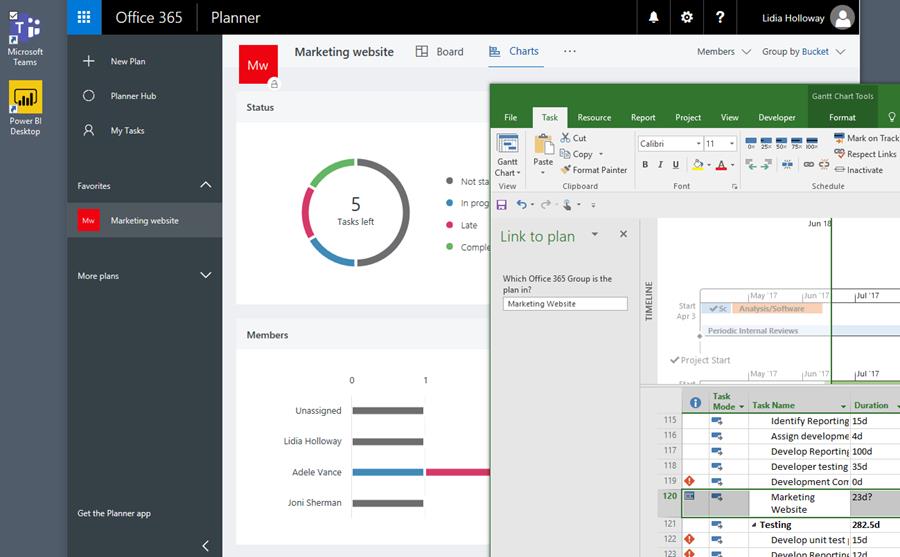 Microsoft
Teams
Power BI
Desktop
Office 365
Planner
?
Lidia Holloway
New Plan
Planner Hub
My Tasks
Favorites
Mw
Marketing website
More plans
Get the Planner app
Mw
Marketing website
Board
Charts
Members
Group by Bucket
Status
5
Tasks left
Not sta
In prog
Late
Comple
Members
0 1
Unassigned
Lidia Holloway
Adele Vance
Joni Sherman
Gantt Chart Tools
File Task Resource Report Project View Developer Format
Gantt
Chart
View
Paste
Cut
Copy
Format Painter
Clipboard
Calibri 11
B I U A
Font
0% 25% 50% 75% 100%
Mark on Track
Respect Links
Inactivate
Schedule
Link to plan
Which Office 365 Group is the
plan in?
Marketing Website
TIMELINE
Jun 18
May '17 Jun '17 Jul '17
Start
Apr 3
Sc
Analysis/Software
Periodic Internal Reviews
Project Start
May '17 Jun '17 Jul '17
Start
Task
Mode
Task Name
Duration
115 Identify Reporting 15d
116 Assign developme 4d
117 Develop Reporting 100d
118 Developer testing 35d
119 Development Com 0d
120 Marketing 23d?
Website
121 Testing 282.5d
122 Develop unit test p 15d
123 Develop Reporting 12d